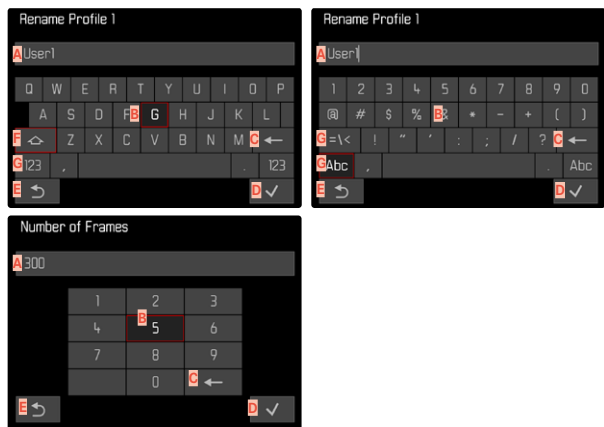 Rename Profile 1
A User1
Q W E R T Y U I O P
A S D F B G H J K L
F Z X C V B N M C ←
G 123 , . 123
E D ✓
Rename Profile 1
A User1
1 2 3 4 5 6 7 8 9 0
@ # $ % B & * - + ( )
G =\< ! " ' : ; / ? C ←
G Abc , . Abc
E D ✓
Number of Frames
A 300
1 2 3
B
4 5 6
7 8 9
0 C ←
E D ✓